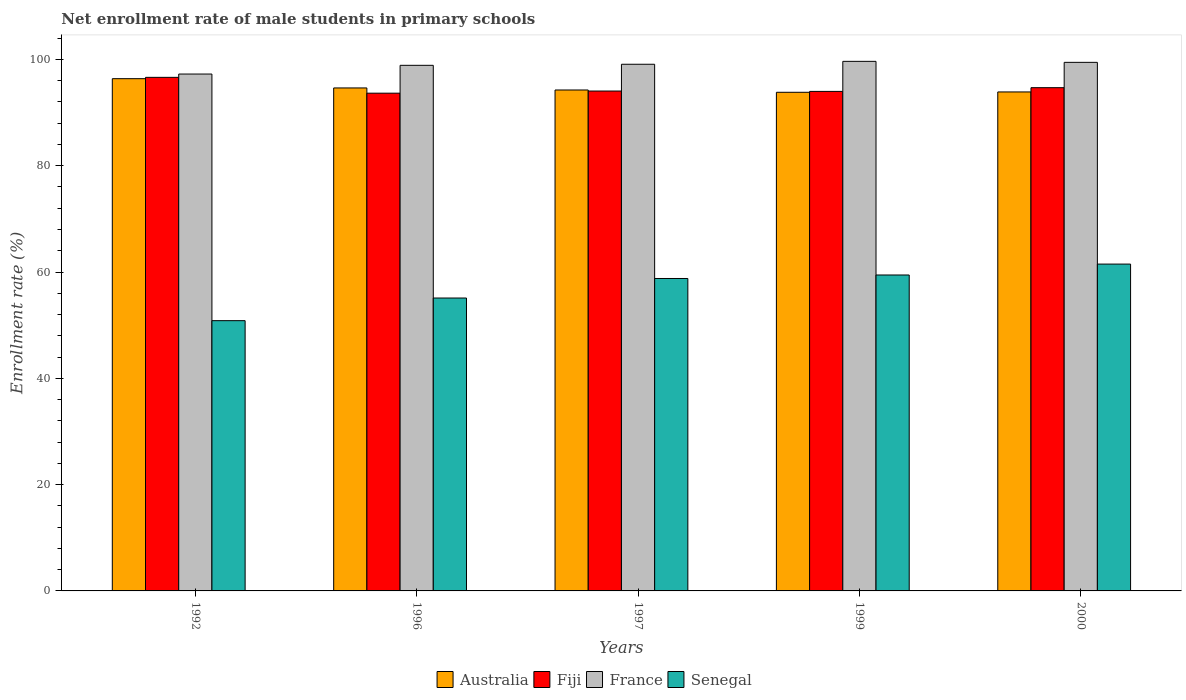 Net enrollment rate of male students in primary schools
Enrollment rate (%)
100
80
60
40
20
0
1992
1996
1997
1999
2000
Years
Australia
Fiji
France
Senegal